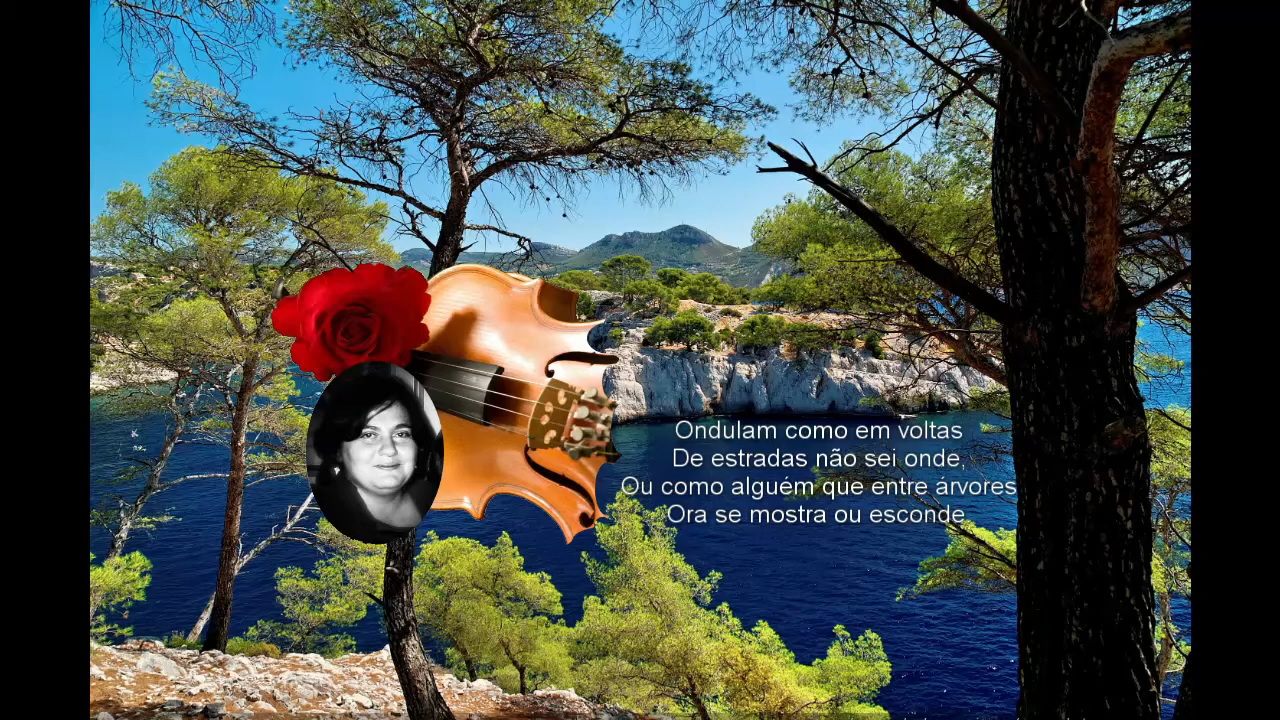 Ondulam como em voltas
De estradas não sei onde,
Ou como alguém que entre árvores
Ora se mostra ou esconde